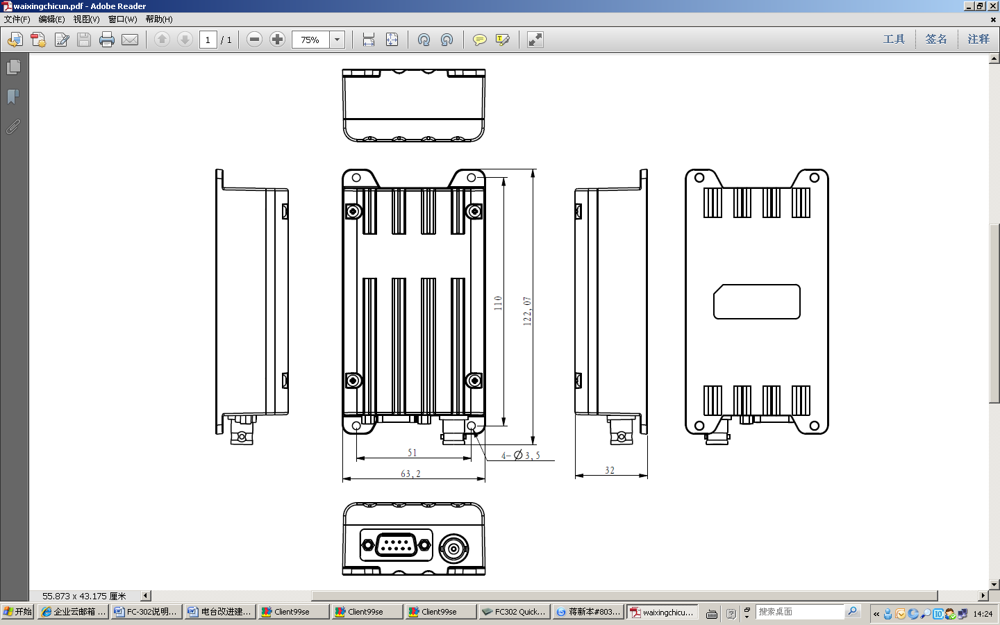 waixingchicun.pdf - Adobe Reader
文件(F) 编辑(E) 视图(V) 窗口(W) 帮助(H)
1 / 1 75% 工具 签名 注释
110
122,07
51
4-Ø3,5
63,2
32
55.873 x 43.175 厘米
开始 企业云邮箱 ... FC-302说明... 电台改进建... Client99se Client99se Client99se FC302 Quick... 蒋新本#803... waixingchicu... 搜索桌面 14:24